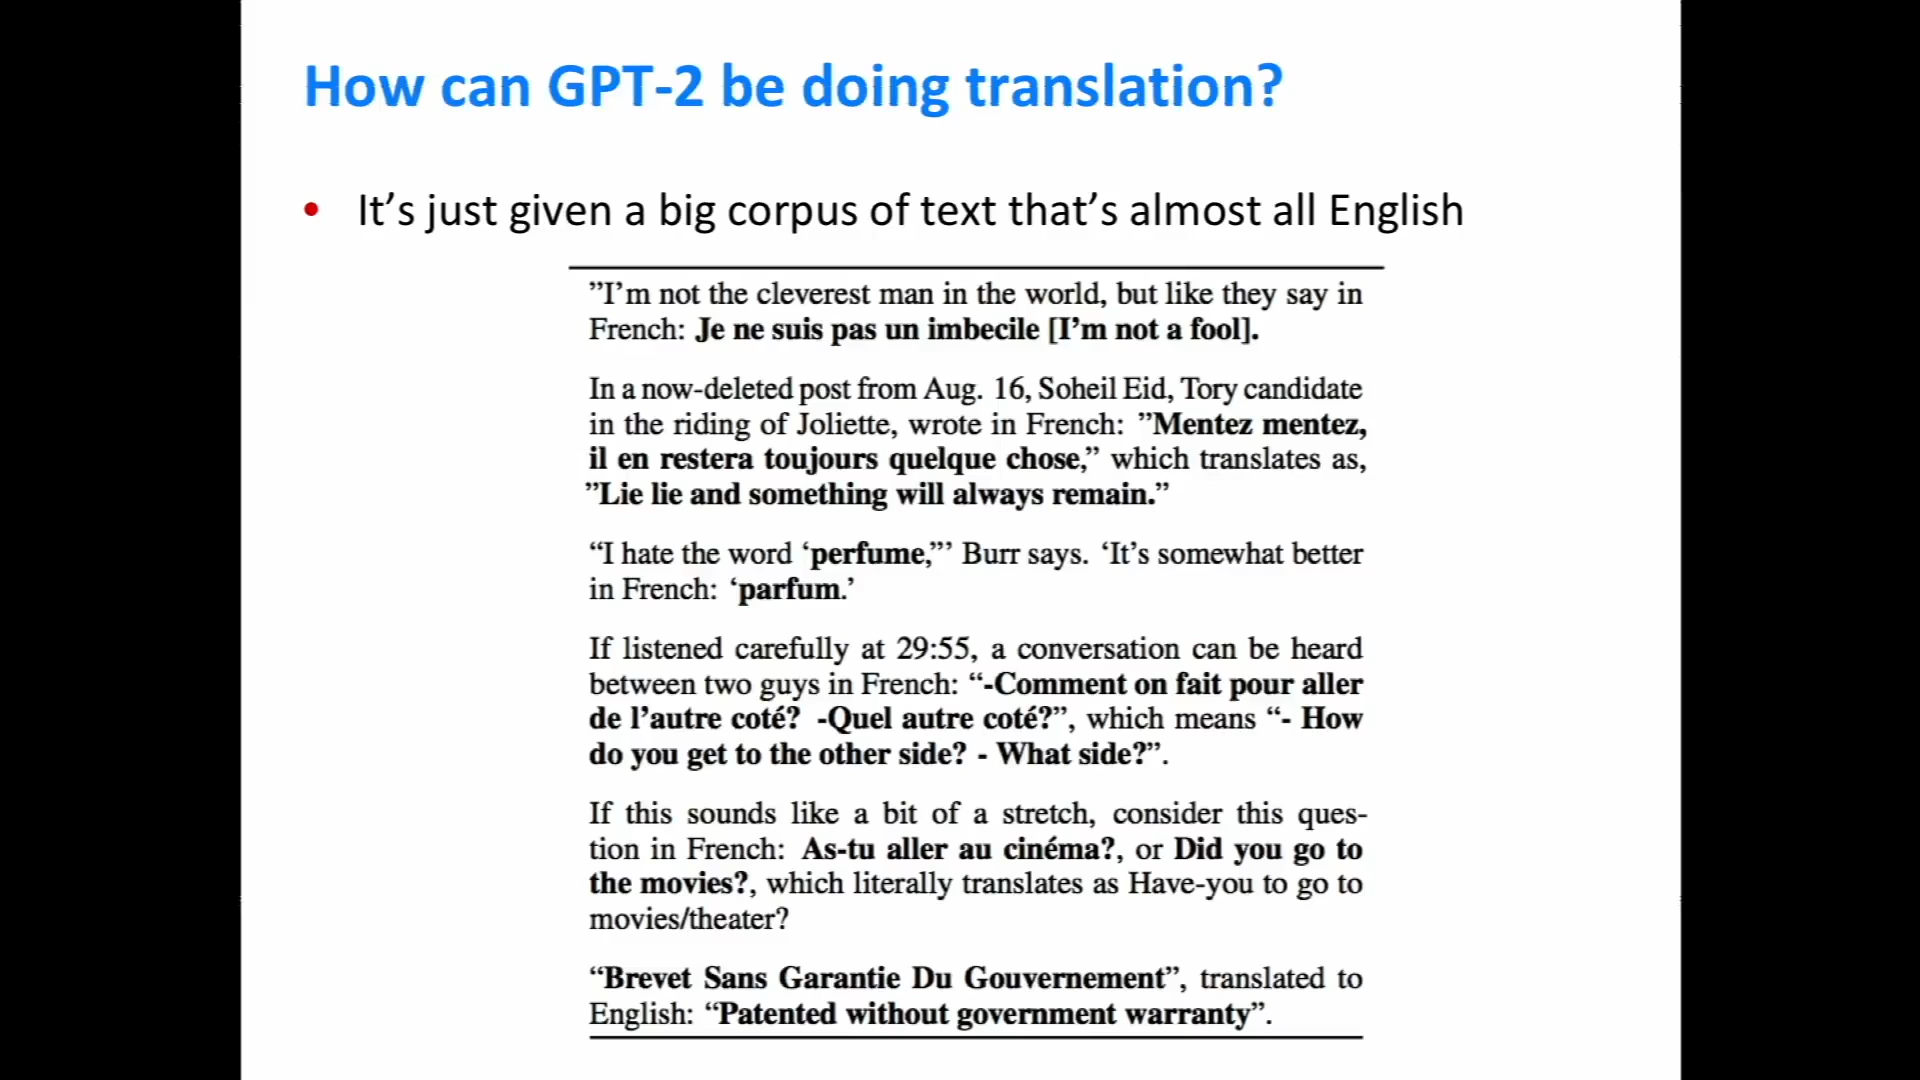 How can GPT-2 be doing translation?
• It’s just given a big corpus of text that’s almost all English
”I’m not the cleverest man in the world, but like they say in
French: Je ne suis pas un imbecile [I’m not a fool].
In a now-deleted post from Aug. 16, Soheil Eid, Tory candidate
in the riding of Joliette, wrote in French: ”Mentez mentez,
il en restera toujours quelque chose,” which translates as,
”Lie lie and something will always remain.”
“I hate the word ‘perfume,”’ Burr says. ‘It’s somewhat better
in French: ‘parfum.’
If listened carefully at 29:55, a conversation can be heard
between two guys in French: “-Comment on fait pour aller
de l’autre coté? -Quel autre coté?”, which means “- How
do you get to the other side? - What side?”.
If this sounds like a bit of a stretch, consider this ques-
tion in French: As-tu aller au cinéma?, or Did you go to
the movies?, which literally translates as Have-you to go to
movies/theater?
“Brevet Sans Garantie Du Gouvernement”, translated to
English: “Patented without government warranty”.